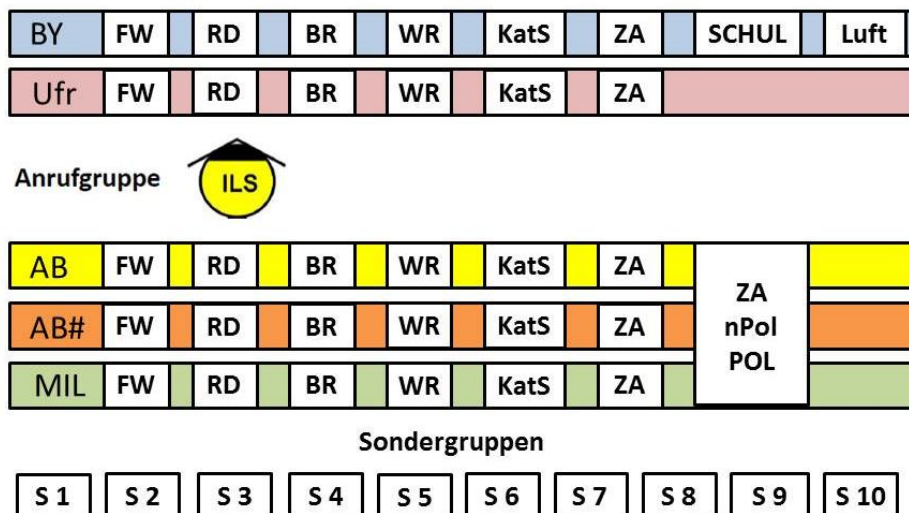 BY FW RD BR WR KatS ZA SCHUL Luft
Ufr FW RD BR WR KatS ZA
Anrufgruppe ILS
AB FW RD BR WR KatS ZA
AB# FW RD BR WR KatS ZA
MIL FW RD BR WR KatS ZA
ZA
nPol
POL
Sondergruppen
S 1 S 2 S 3 S 4 S 5 S 6 S 7 S 8 S 9 S 10